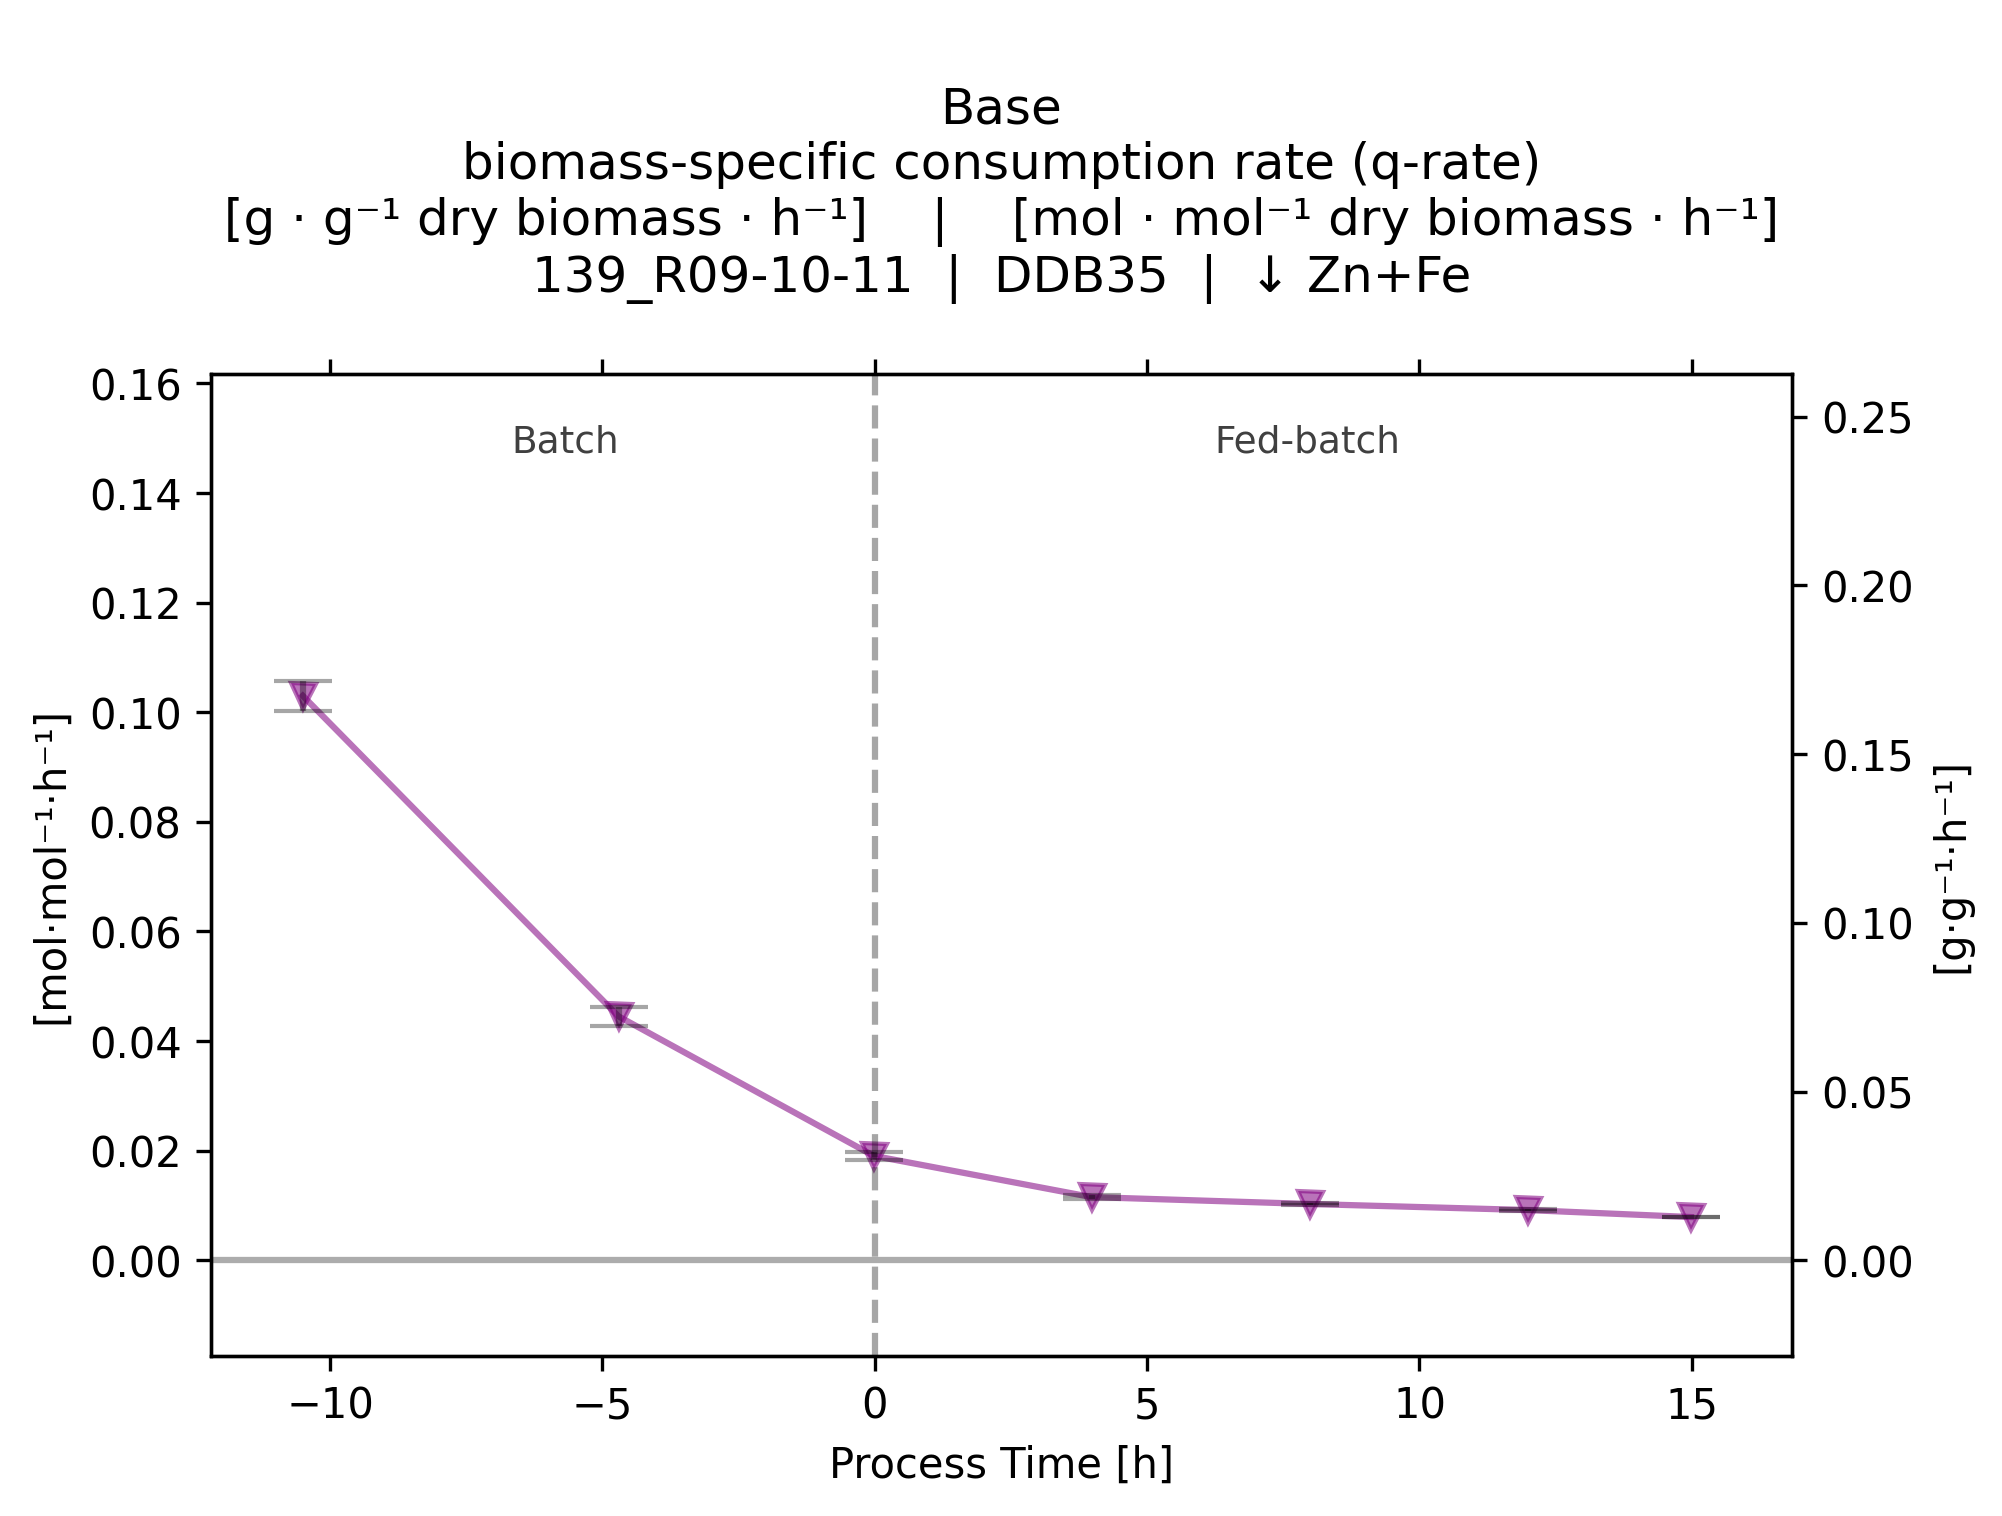 Base
biomass-specific consumption rate (q-rate)
[g · g⁻¹ dry biomass · h⁻¹]    |    [mol · mol⁻¹ dry biomass · h⁻¹]
139_R09-10-11  |  DDB35  |  ↓ Zn+Fe
Batch
Fed-batch
[mol·mol⁻¹·h⁻¹]
0.16
0.14
0.12
0.10
0.08
0.06
0.04
0.02
0.00
0.25
0.20
0.15
0.10
0.05
0.00
[g·g⁻¹·h⁻¹]
−10 −5 0 5 10 15
Process Time [h]